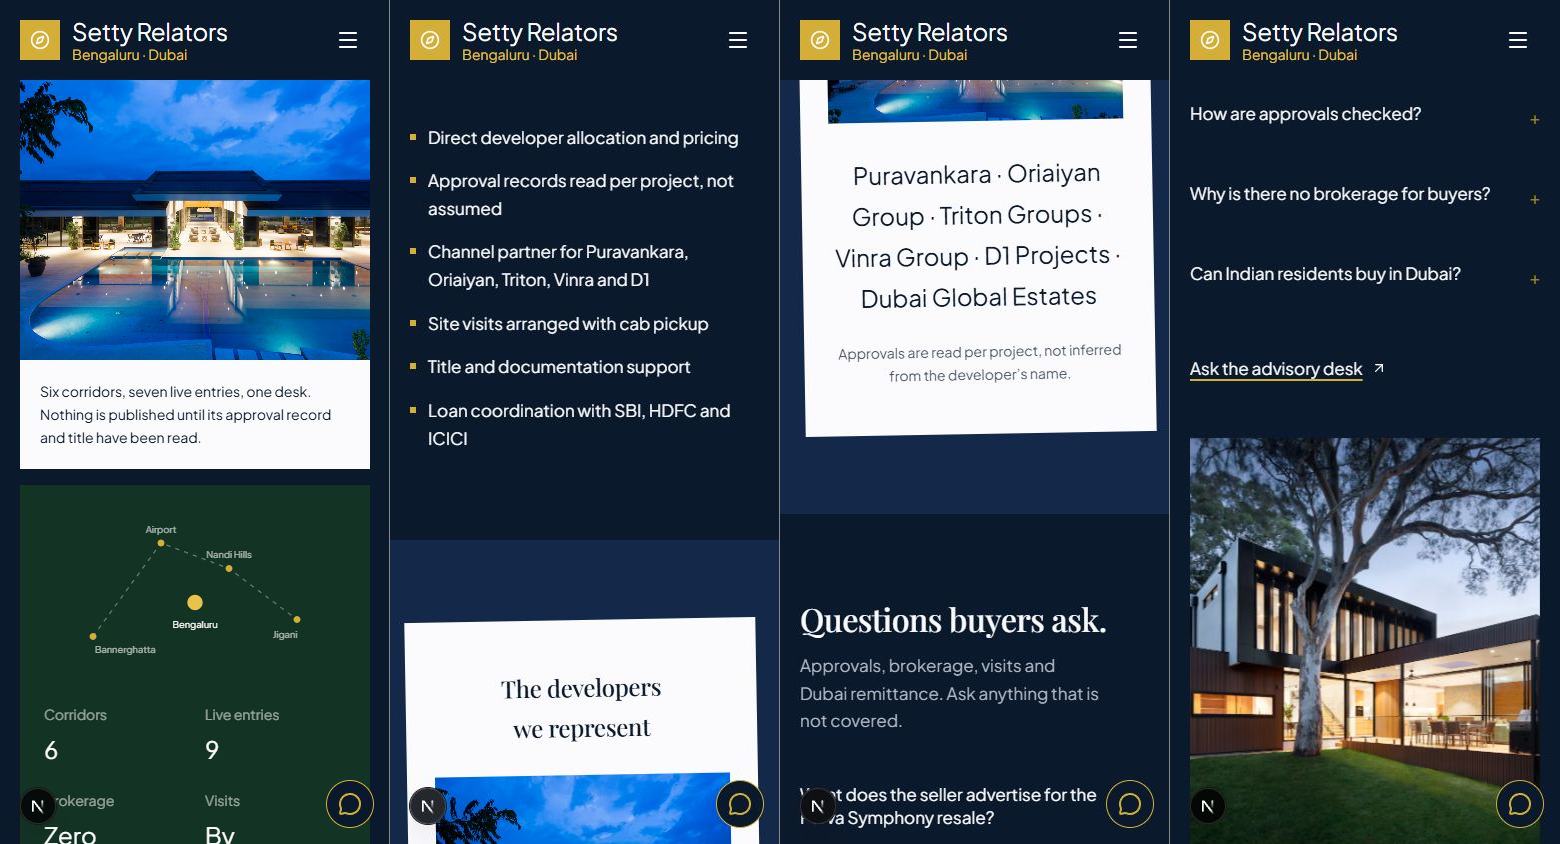 Setty Relators
Bengaluru · Dubai
Six corridors, seven live entries, one desk.
Nothing is published until its approval record
and title have been read.
Airport
Nandi Hills
Bengaluru
Jigani
Bannerghatta
Corridors
6
Live entries
9
rokerage
Zero
Visits
By
N
Setty Relators
Bengaluru · Dubai
Direct developer allocation and pricing
Approval records read per project, not
assumed
Channel partner for Puravankara,
Oriaiyan, Triton, Vinra and D1
Site visits arranged with cab pickup
Title and documentation support
Loan coordination with SBI, HDFC and
ICICI
The developers
we represent
N
Setty Relators
Bengaluru · Dubai
Puravankara · Oriaiyan
Group · Triton Groups ·
Vinra Group · D1 Projects ·
Dubai Global Estates
Approvals are read per project, not inferred
from the developer's name.
Questions buyers ask.
Approvals, brokerage, visits and
Dubai remittance. Ask anything that is
not covered.
does the seller advertise for the
Symphony resale?
N
Setty Relators
Bengaluru · Dubai
How are approvals checked?
+
Why is there no brokerage for buyers?
+
Can Indian residents buy in Dubai?
+
Ask the advisory desk
N